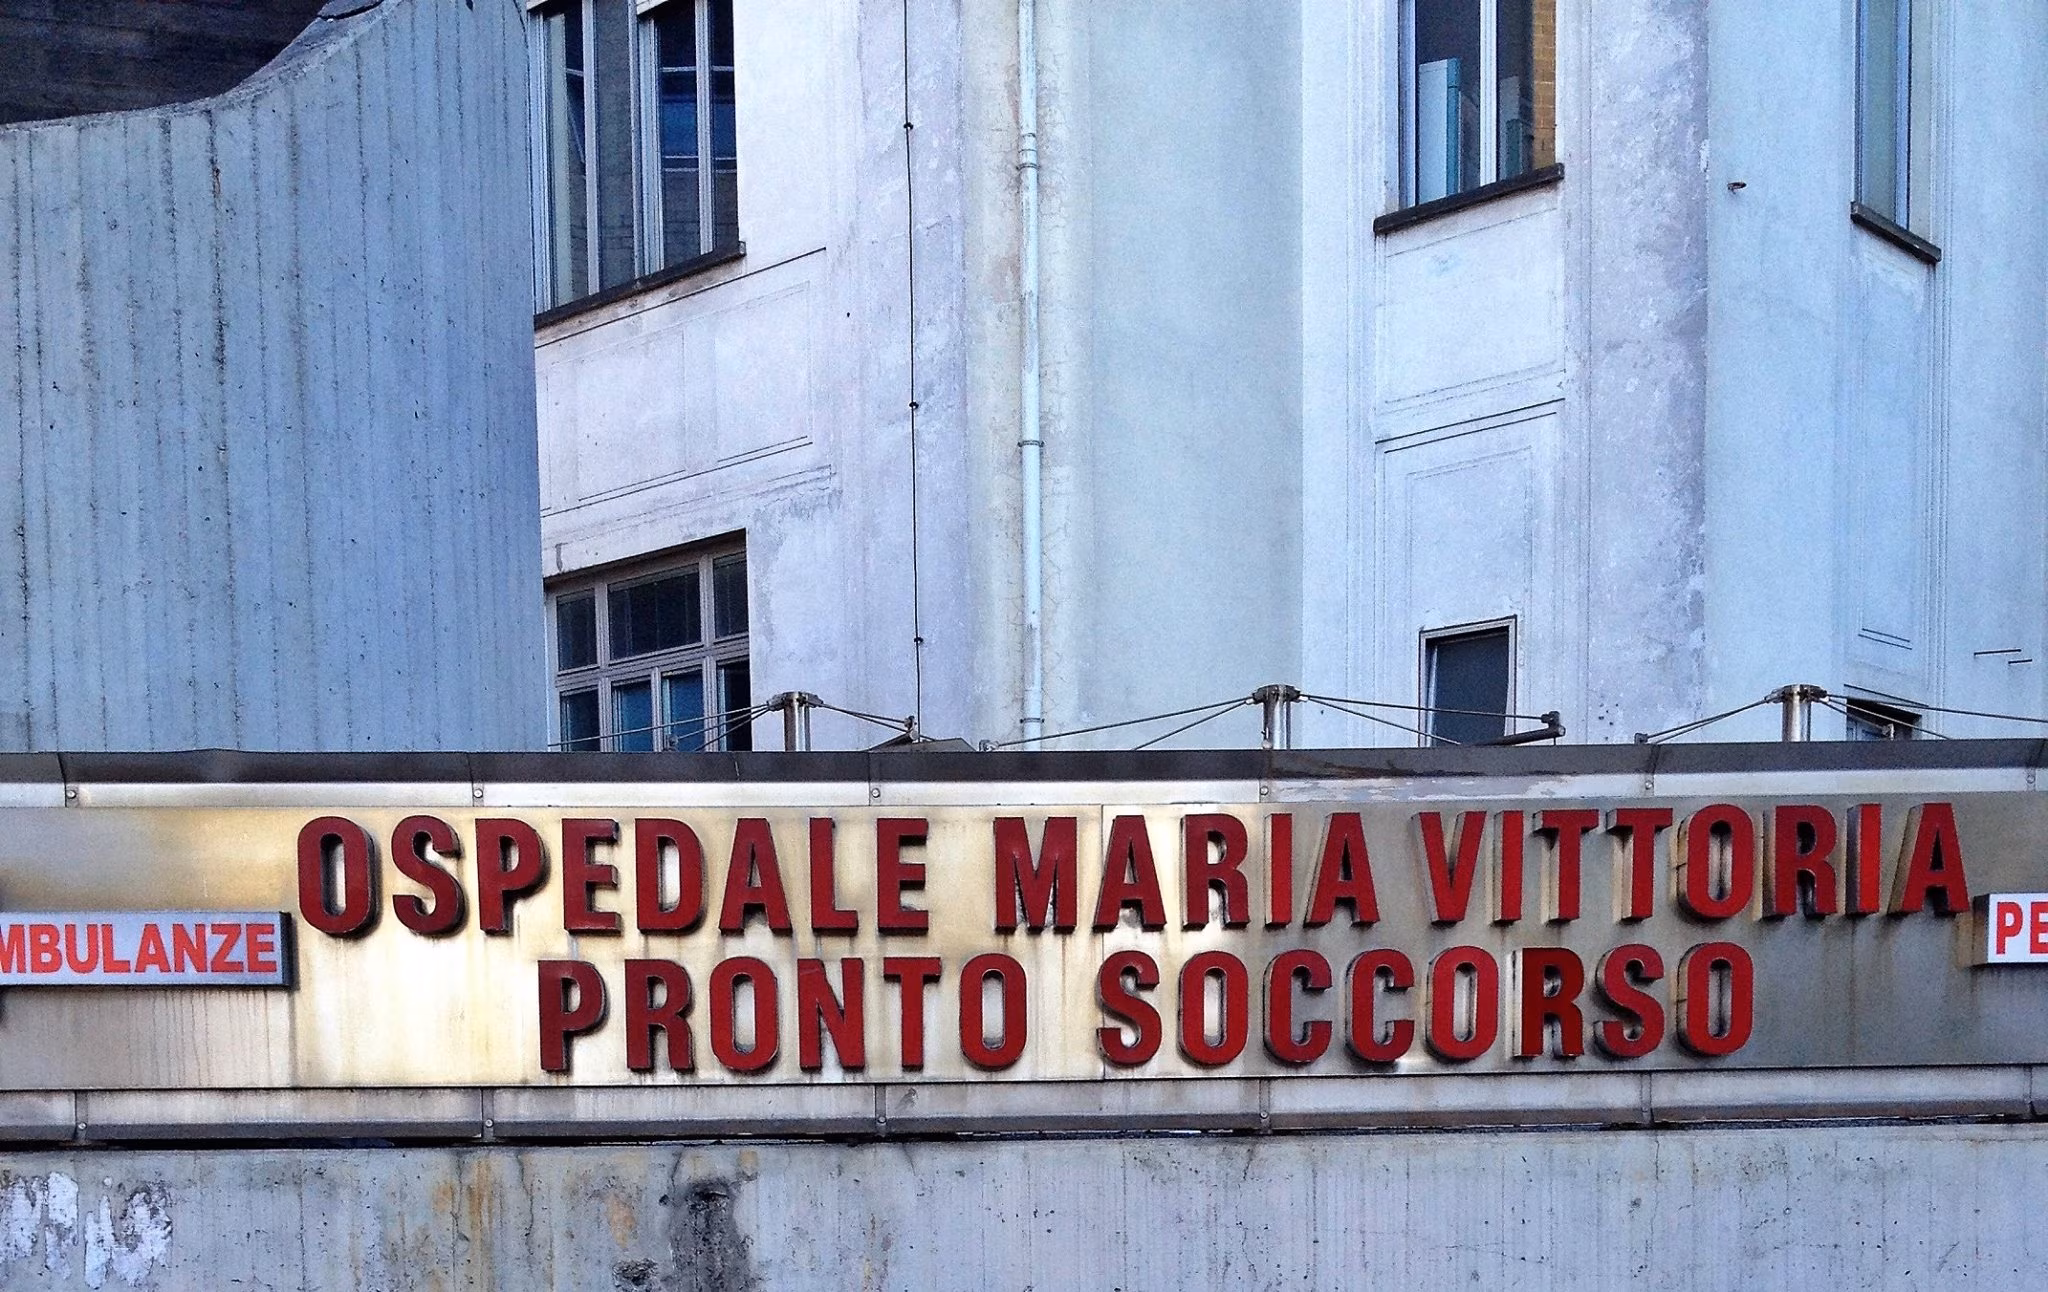 OSPEDALE MARIA VITTORIA
MBULANZE
PE
PRONTO SOCCORSO